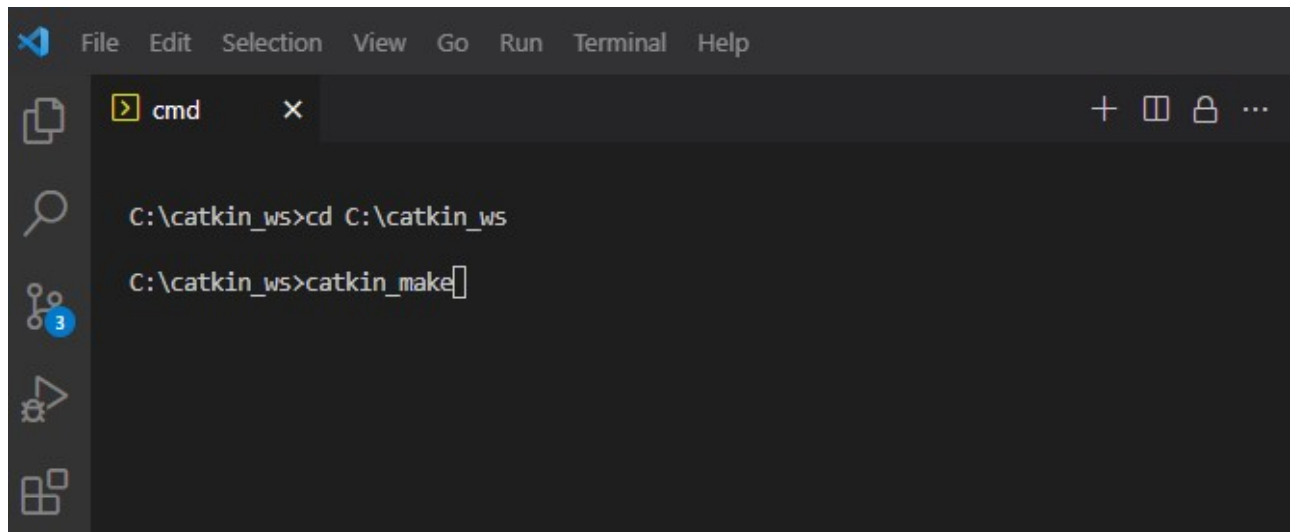 File Edit Selection View Go Run Terminal Help
cmd
C:\catkin_ws>cd C:\catkin_ws
C:\catkin_ws>catkin_make
3